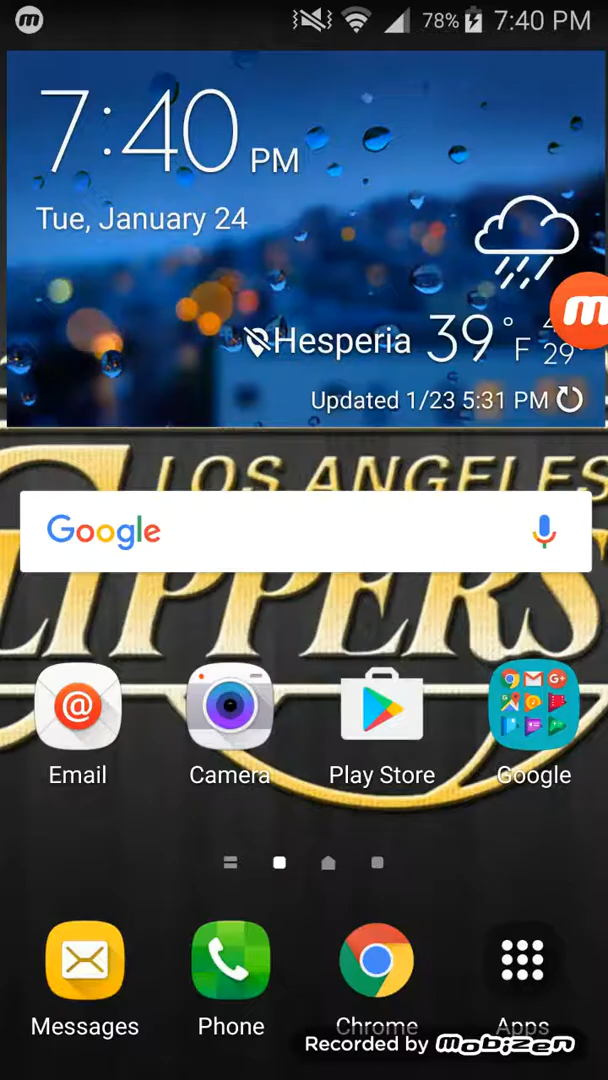 m
78% 7:40 PM
7:40 PM
Tue, January 24
m
Hesperia 39° F
29°
Updated 1/23 5:31 PM
LOS ANGELES
LIPPERS
Google
@
G+
Email Camera Play Store Google
Messages Phone Chrome Apps
Recorded by mobizen